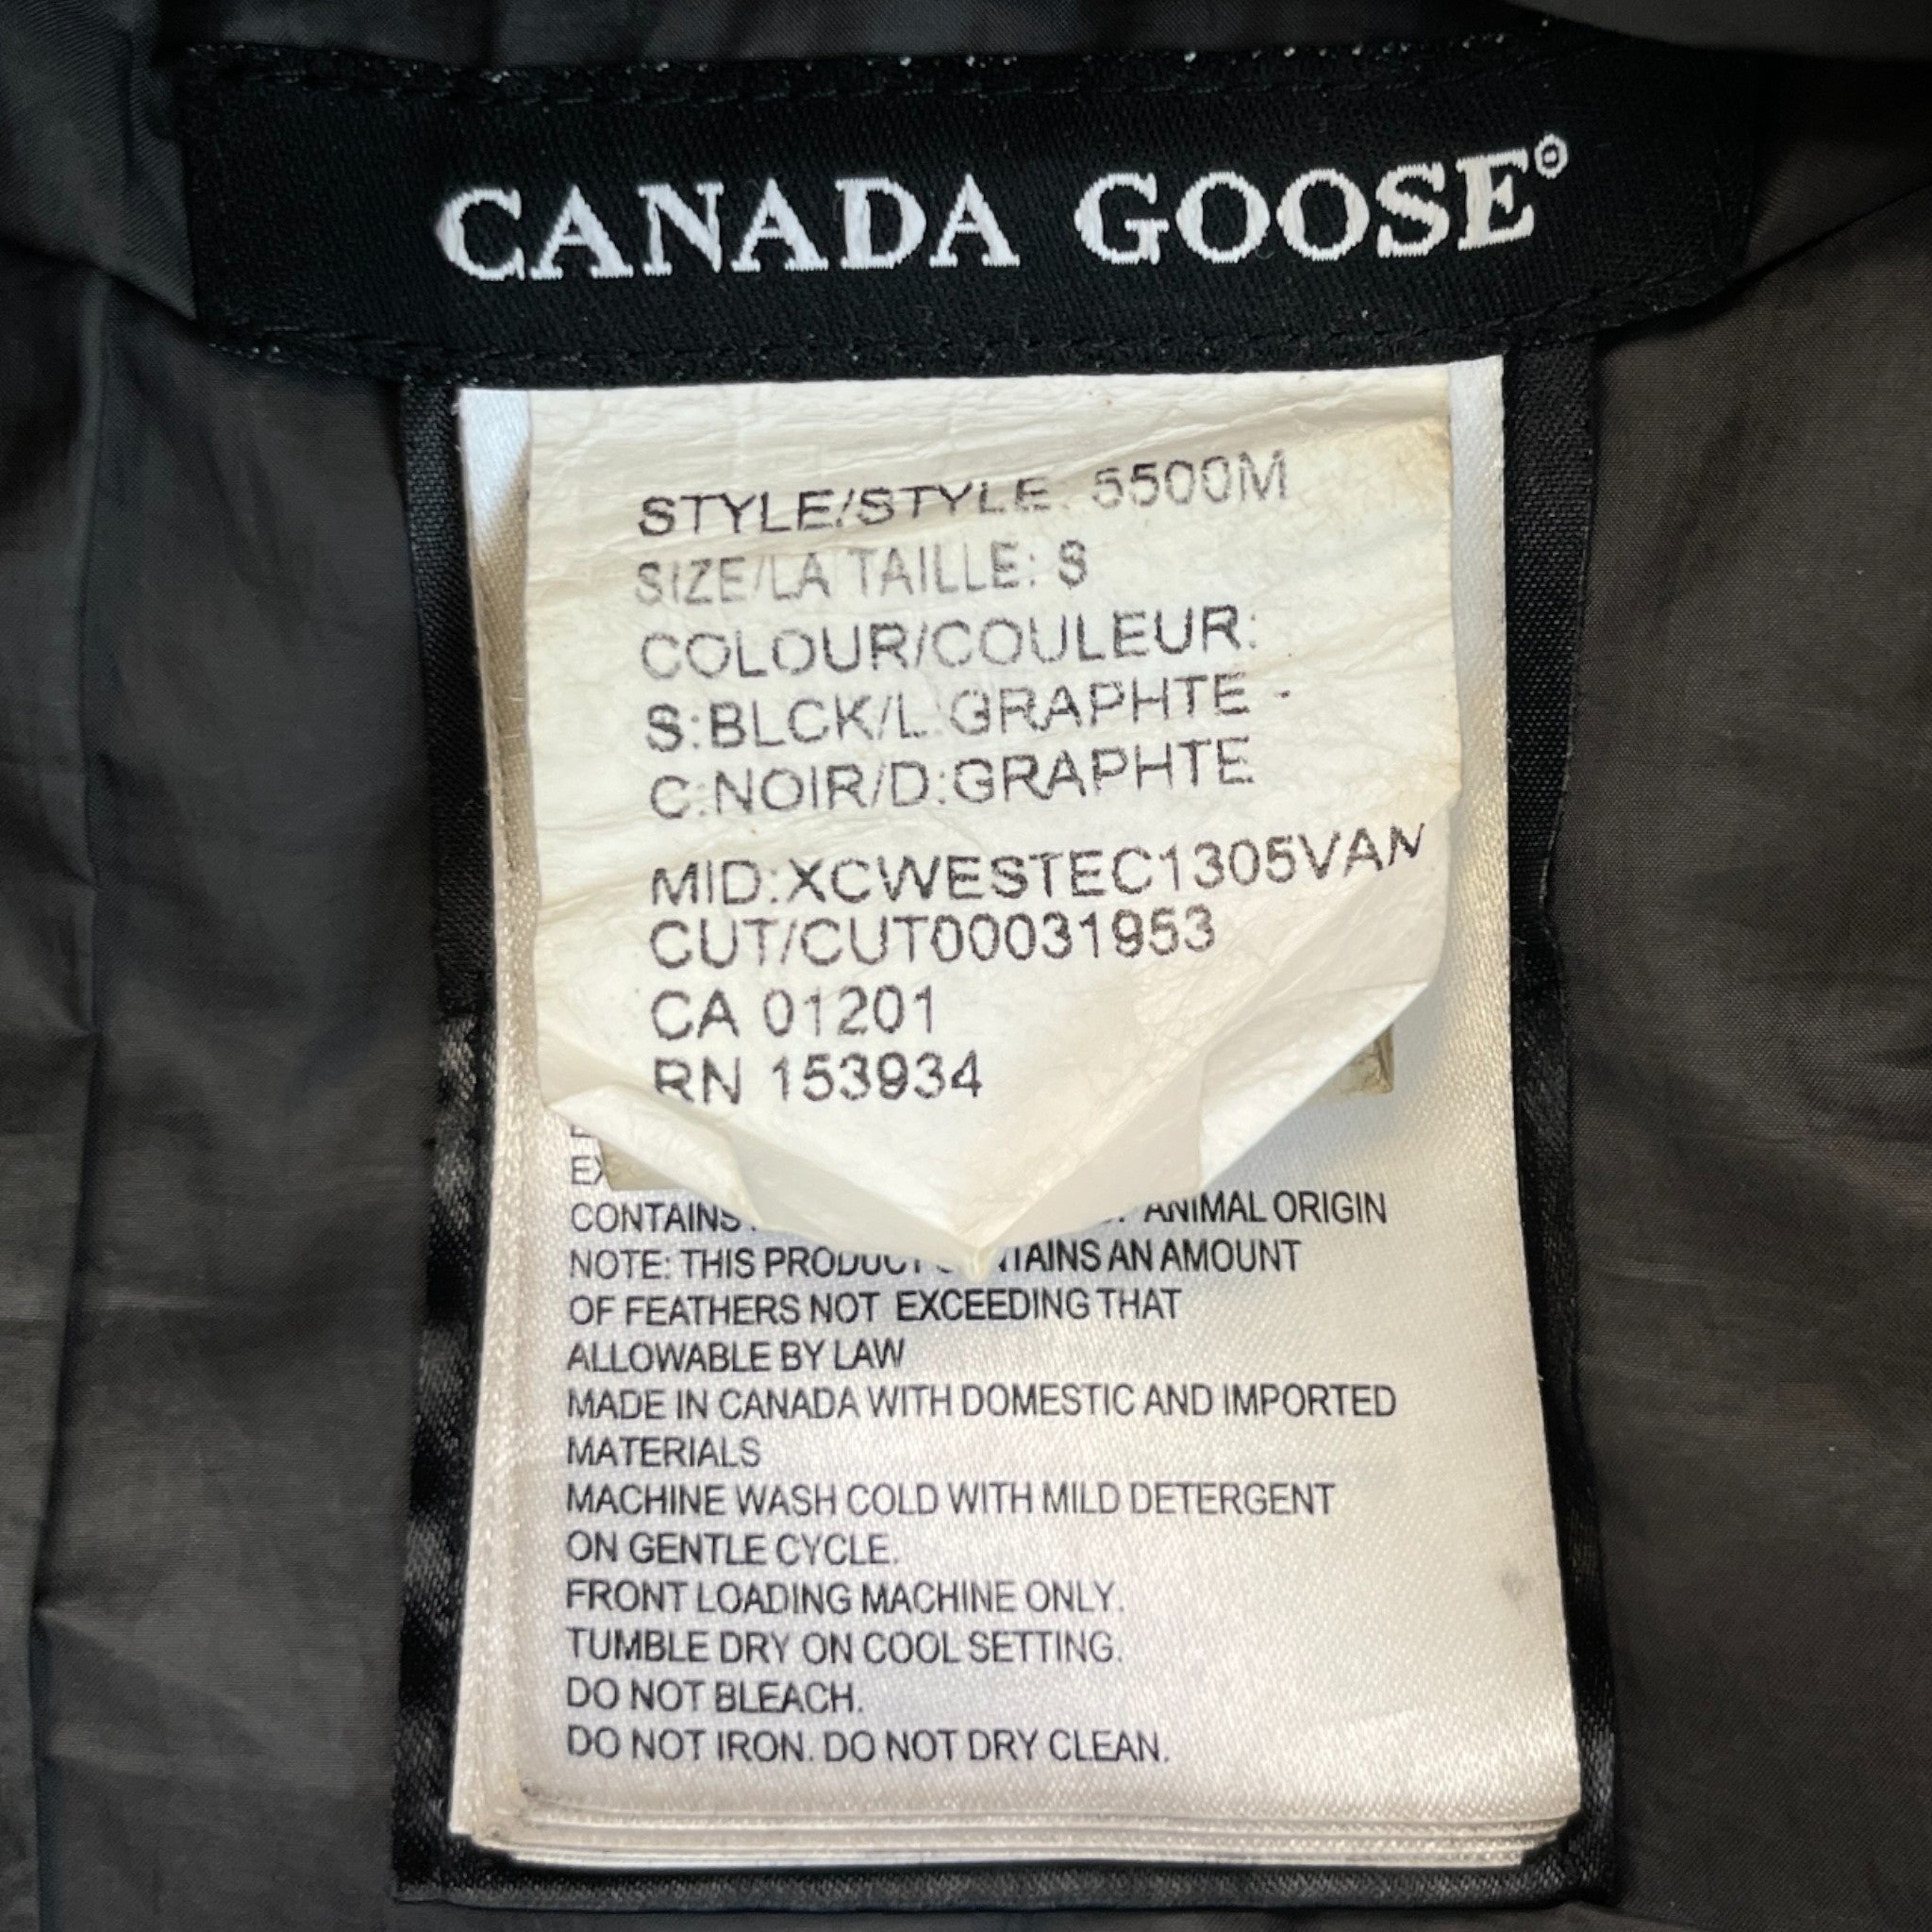 CANADA GOOSE®
STYLE/STYLE: 5500M
SIZE/LA TAILLE: S
COLOUR/COULEUR:
S:BLCK/L:GRAPHTE -
C:NOIR/D:GRAPHTE
MID:XCWESTEC1305VAN
CUT/CUT00031953
CA 01201
RN 153934
CONTAINS ANIMAL ORIGIN
NOTE: THIS PRODUCT CONTAINS AN AMOUNT
OF FEATHERS NOT EXCEEDING THAT
ALLOWABLE BY LAW
MADE IN CANADA WITH DOMESTIC AND IMPORTED
MATERIALS
MACHINE WASH COLD WITH MILD DETERGENT
ON GENTLE CYCLE.
FRONT LOADING MACHINE ONLY.
TUMBLE DRY ON COOL SETTING.
DO NOT BLEACH.
DO NOT IRON. DO NOT DRY CLEAN.